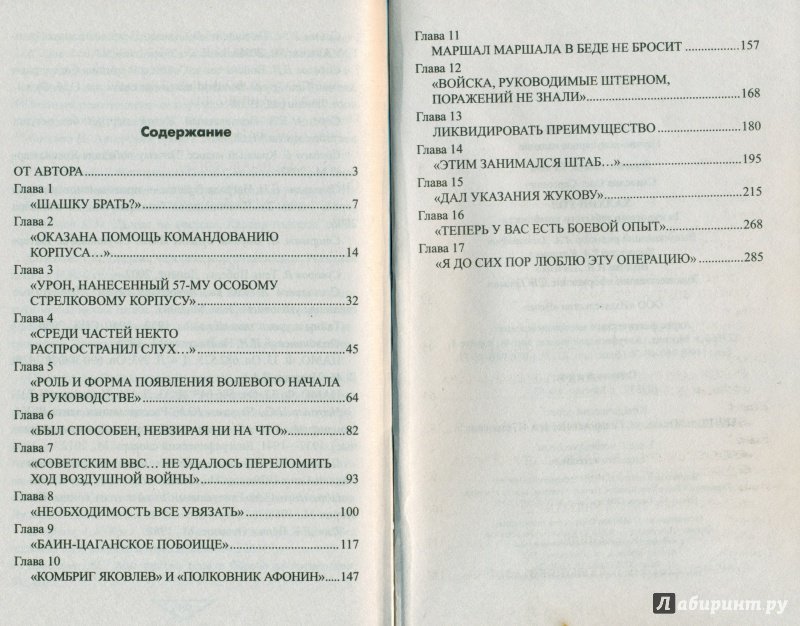 Содержание
ОТ АВТОРА 3
Глава 1
«ШАШКУ БРАТЬ?» 7
Глава 2
«ОКАЗАНА ПОМОЩЬ КОМАНДОВАНИЮ
КОРПУСА…» 14
Глава 3
«УРОН, НАНЕСЕННЫЙ 57-МУ ОСОБОМУ
СТРЕЛКОВОМУ КОРПУСУ» 32
Глава 4
«СРЕДИ ЧАСТЕЙ НЕКТО
РАСПРОСТРАНИЛ СЛУХ…» 45
Глава 5
«РОЛЬ И ФОРМА ПОЯВЛЕНИЯ ВОЛЕВОГО НАЧАЛА
В РУКОВОДСТВЕ» 64
Глава 6
«БЫЛ СПОСОБЕН, НЕВЗИРАЯ НИ НА ЧТО» 82
Глава 7
«СОВЕТСКИМ ВВС… НЕ УДАЛОСЬ ПЕРЕЛОМИТЬ
ХОД ВОЗДУШНОЙ ВОЙНЫ» 93
Глава 8
«НЕОБХОДИМОСТЬ ВСЕ УВЯЗАТЬ» 100
Глава 9
«БАИН-ЦАГАНСКОЕ ПОБОИЩЕ» 117
Глава 10
«КОМБРИГ ЯКОВЛЕВ» И «ПОЛКОВНИК АФОНИН» 147
Глава 11
МАРШАЛ МАРШАЛА В БЕДЕ НЕ БРОСИТ 157
Глава 12
«ВОЙСКА, РУКОВОДИМЫЕ ШТЕРНОМ,
ПОРАЖЕНИЙ НЕ ЗНАЛИ» 168
Глава 13
ЛИКВИДИРОВАТЬ ПРЕИМУЩЕСТВО 180
Глава 14
«ЭТИМ ЗАНИМАЛСЯ ШТАБ…» 195
Глава 15
«ДАЛ УКАЗАНИЯ ЖУКОВУ» 215
Глава 16
«ТЕПЕРЬ У ВАС ЕСТЬ БОЕВОЙ ОПЫТ» 268
Глава 17
«Я ДО СИХ ПОР ЛЮБЛЮ ЭТУ ОПЕРАЦИЮ» 285
Лабиринт.ру